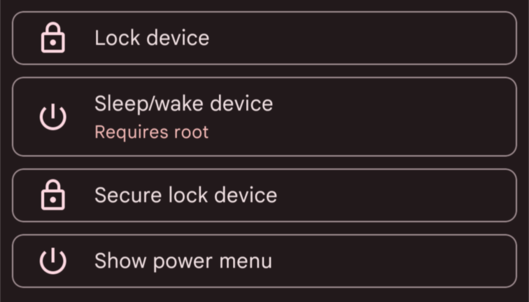 Lock device
Sleep/wake device
Requires root
Secure lock device
Show power menu